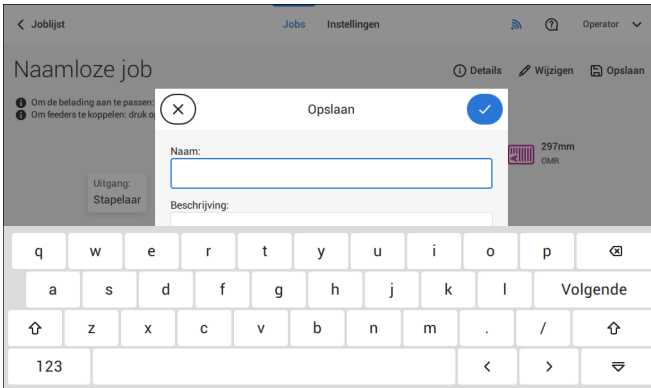 Joblijst
Jobs Instellingen
Operator
Naamloze job
Details Wijzigen Opslaan
Om de belading aan te passen:
Om feeders te koppelen: druk op
Opslaan
Naam:
297mm
OMR
Uitgang:
Stapelaar
Beschrijving:
q w e r t y u i o p
a s d f g h j k l Volgende
z x c v b n m . /
123 < >